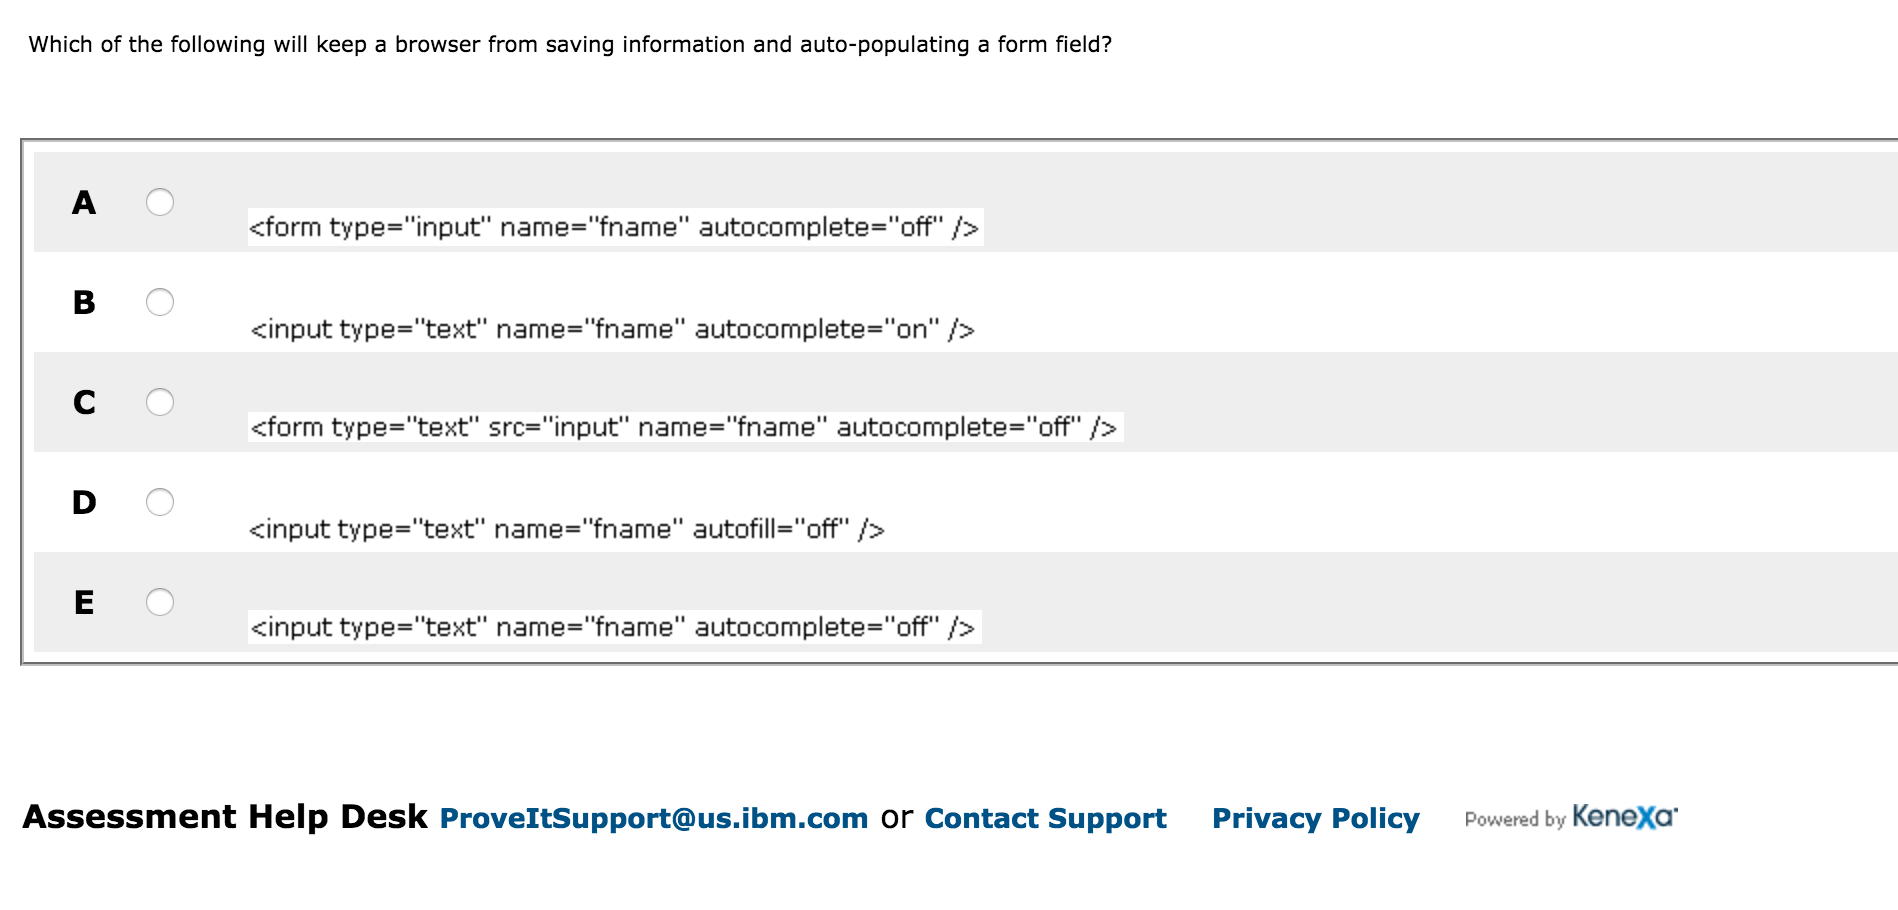 Which of the following will keep a browser from saving information and auto-populating a form field?
A
<form type="input" name="fname" autocomplete="off" />
B
<input type="text" name="fname" autocomplete="on" />
C
<form type="text" src="input" name="fname" autocomplete="off" />
D
<input type="text" name="fname" autofill="off" />
E
<input type="text" name="fname" autocomplete="off" />
Assessment Help Desk ProveItSupport@us.ibm.com or Contact Support Privacy Policy Powered by Kenexa